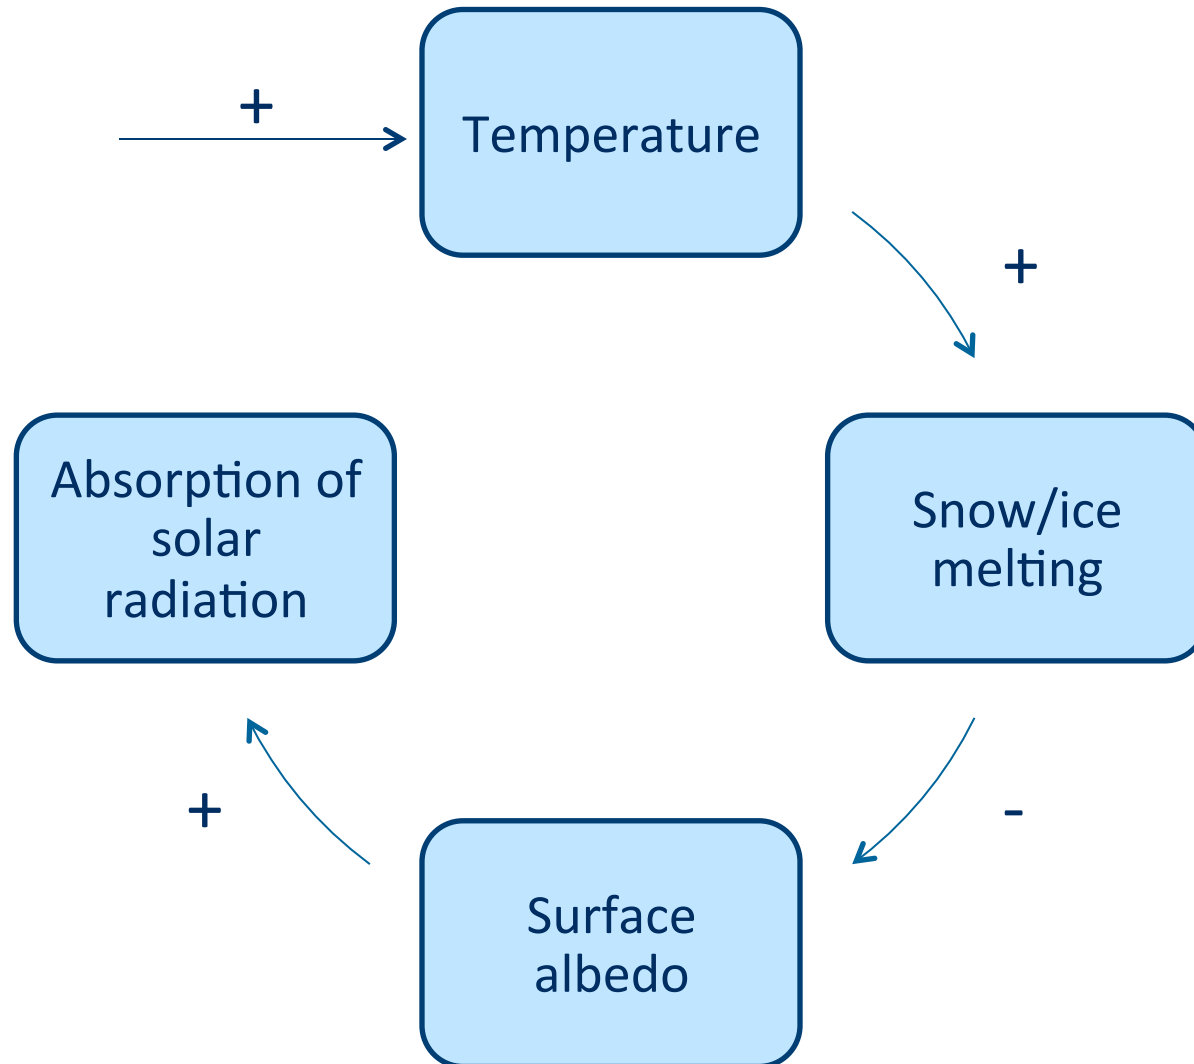 +
Temperature
+
Absorption of
solar
radiation
Snow/ice
melting
+
-
Surface
albedo